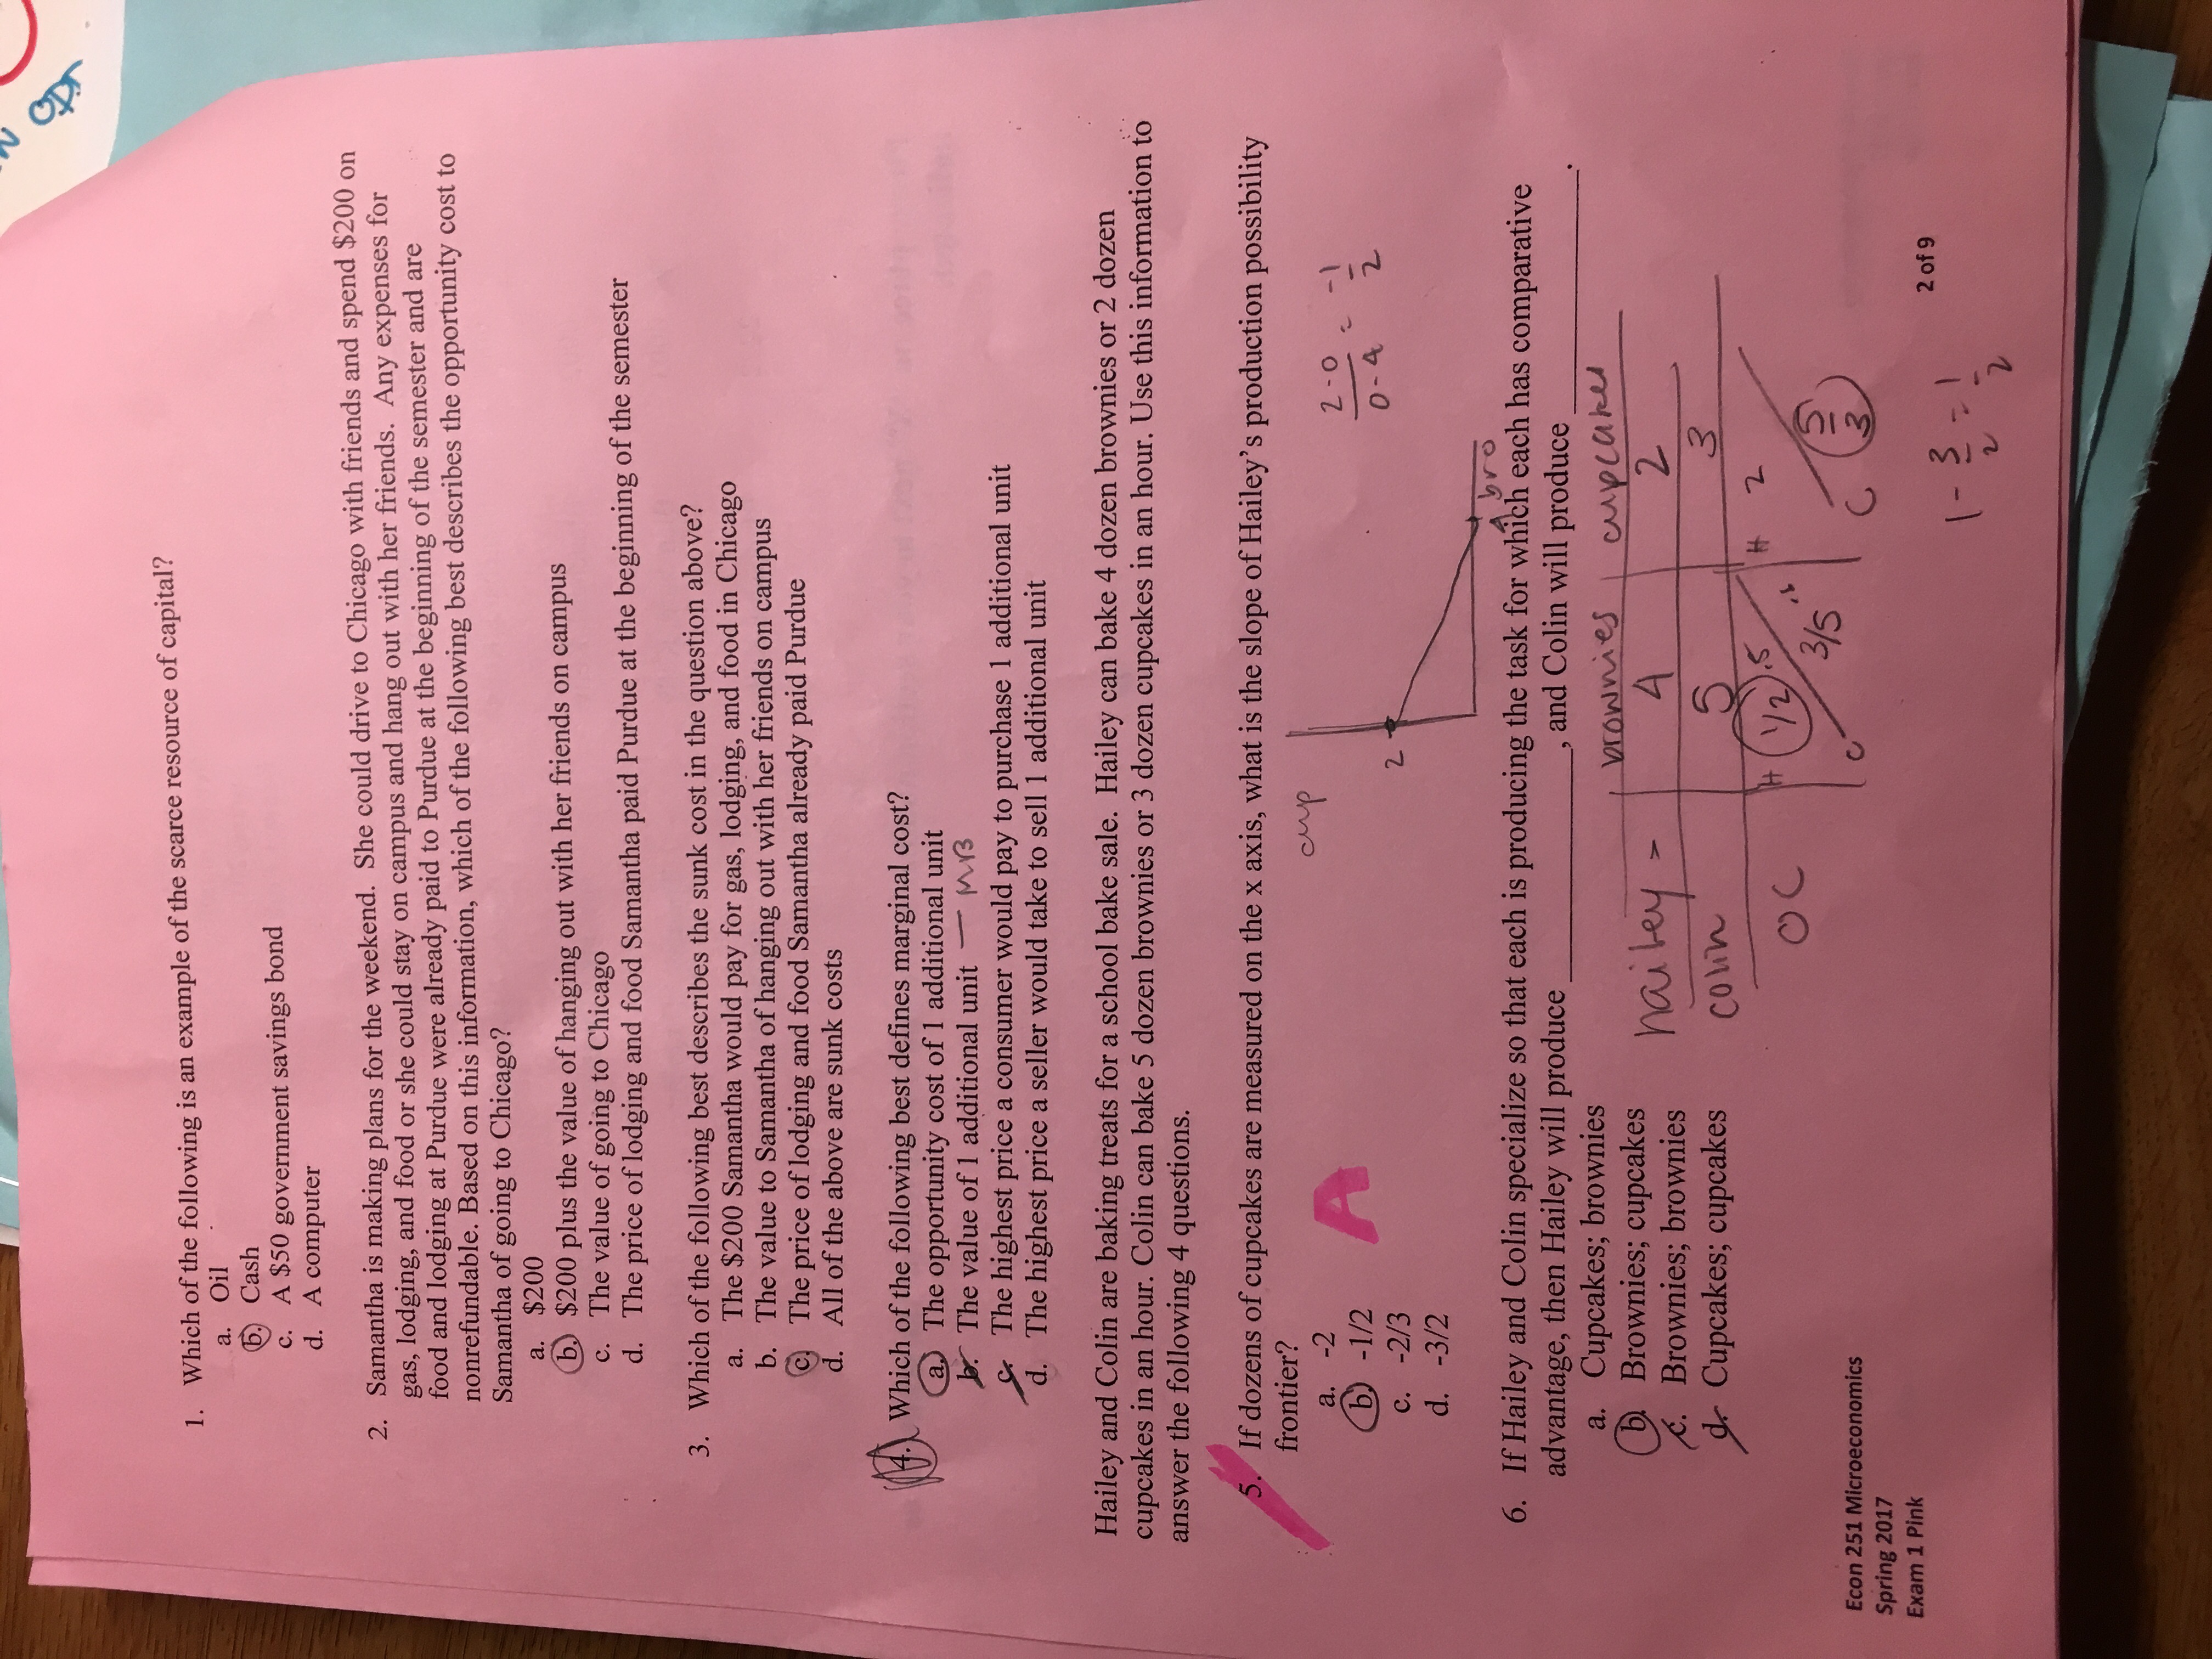 1. Which of the following is an example of the scarce resource of capital?
a. Oil
b. Cash
c. A $50 government savings bond
d. A computer
2. Samantha is making plans for the weekend. She could drive to Chicago with friends and spend $200 on
gas, lodging, and food or she could stay on campus and hang out with her friends. Any expenses for
food and lodging at Purdue were already paid to Purdue at the beginning of the semester and are
nonrefundable. Based on this information, which of the following best describes the opportunity cost to
Samantha of going to Chicago?
a. $200
b. $200 plus the value of hanging out with her friends on campus
c. The value of going to Chicago
d. The price of lodging and food Samantha paid Purdue at the beginning of the semester
3. Which of the following best describes the sunk cost in the question above?
a. The $200 Samantha would pay for gas, lodging, and food in Chicago
b. The value to Samantha of hanging out with her friends on campus
c. The price of lodging and food Samantha already paid Purdue
d. All of the above are sunk costs
4. Which of the following best defines marginal cost?
a. The opportunity cost of 1 additional unit
b. The value of 1 additional unit — MB
c. The highest price a consumer would pay to purchase 1 additional unit
d. The highest price a seller would take to sell 1 additional unit
Hailey and Colin are baking treats for a school bake sale. Hailey can bake 4 dozen brownies or 2 dozen
cupcakes in an hour. Colin can bake 5 dozen brownies or 3 dozen cupcakes in an hour. Use this information to
answer the following 4 questions.
5. If dozens of cupcakes are measured on the x axis, what is the slope of Hailey's production possibility
frontier?
a. -2
b. -1/2
c. -2/3
d. -3/2
A
cup
2
4 bro
2-0 / 0-4 = -1/2
6. If Hailey and Colin specialize so that each is producing the task for which each has comparative
advantage, then Hailey will produce ____________, and Colin will produce ____________.
a. Cupcakes; brownies
b. Brownies; cupcakes
c. Brownies; brownies
d. Cupcakes; cupcakes
brownies cupcakes
hailey 4 2
colin 5 3
OC H 1/2 .5 H 2
C 3/5 .6 C 5/3
1 - 3/2 = 1/2
Econ 251 Microeconomics
Spring 2017
Exam 1 Pink
2 of 9